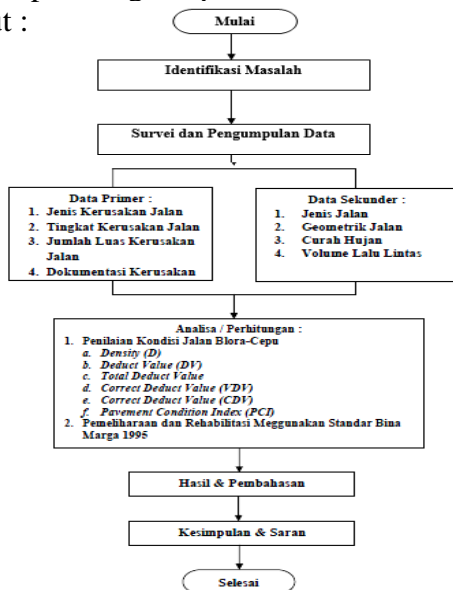 ut :
Mulai
Identifikasi Masalah
Survei dan Pengumpulan Data
Data Primer :
1. Jenis Kerusakan Jalan
2. Tingkat Kerusakan Jalan
3. Jumlah Luas Kerusakan
Jalan
4. Dokumentasi Kerusakan
Data Sekunder :
1. Jenis Jalan
2. Geometrik Jalan
3. Curah Hujan
4. Volume Lalu Lintas
Analisa / Perhitungan :
1. Penilaian Kondisi Jalan Blora-Cepu
a. Density (D)
b. Deduct Value (DV)
c. Total Deduct Value
d. Correct Deduct Value (VDV)
e. Correct Deduct Value (CDV)
f. Pavement Condition Index (PCI)
2. Pemeliharaan dan Rehabilitasi Meggunakan Standar Bina
Marga 1995
Hasil & Pembahasan
Kesimpulan & Saran
Selesai